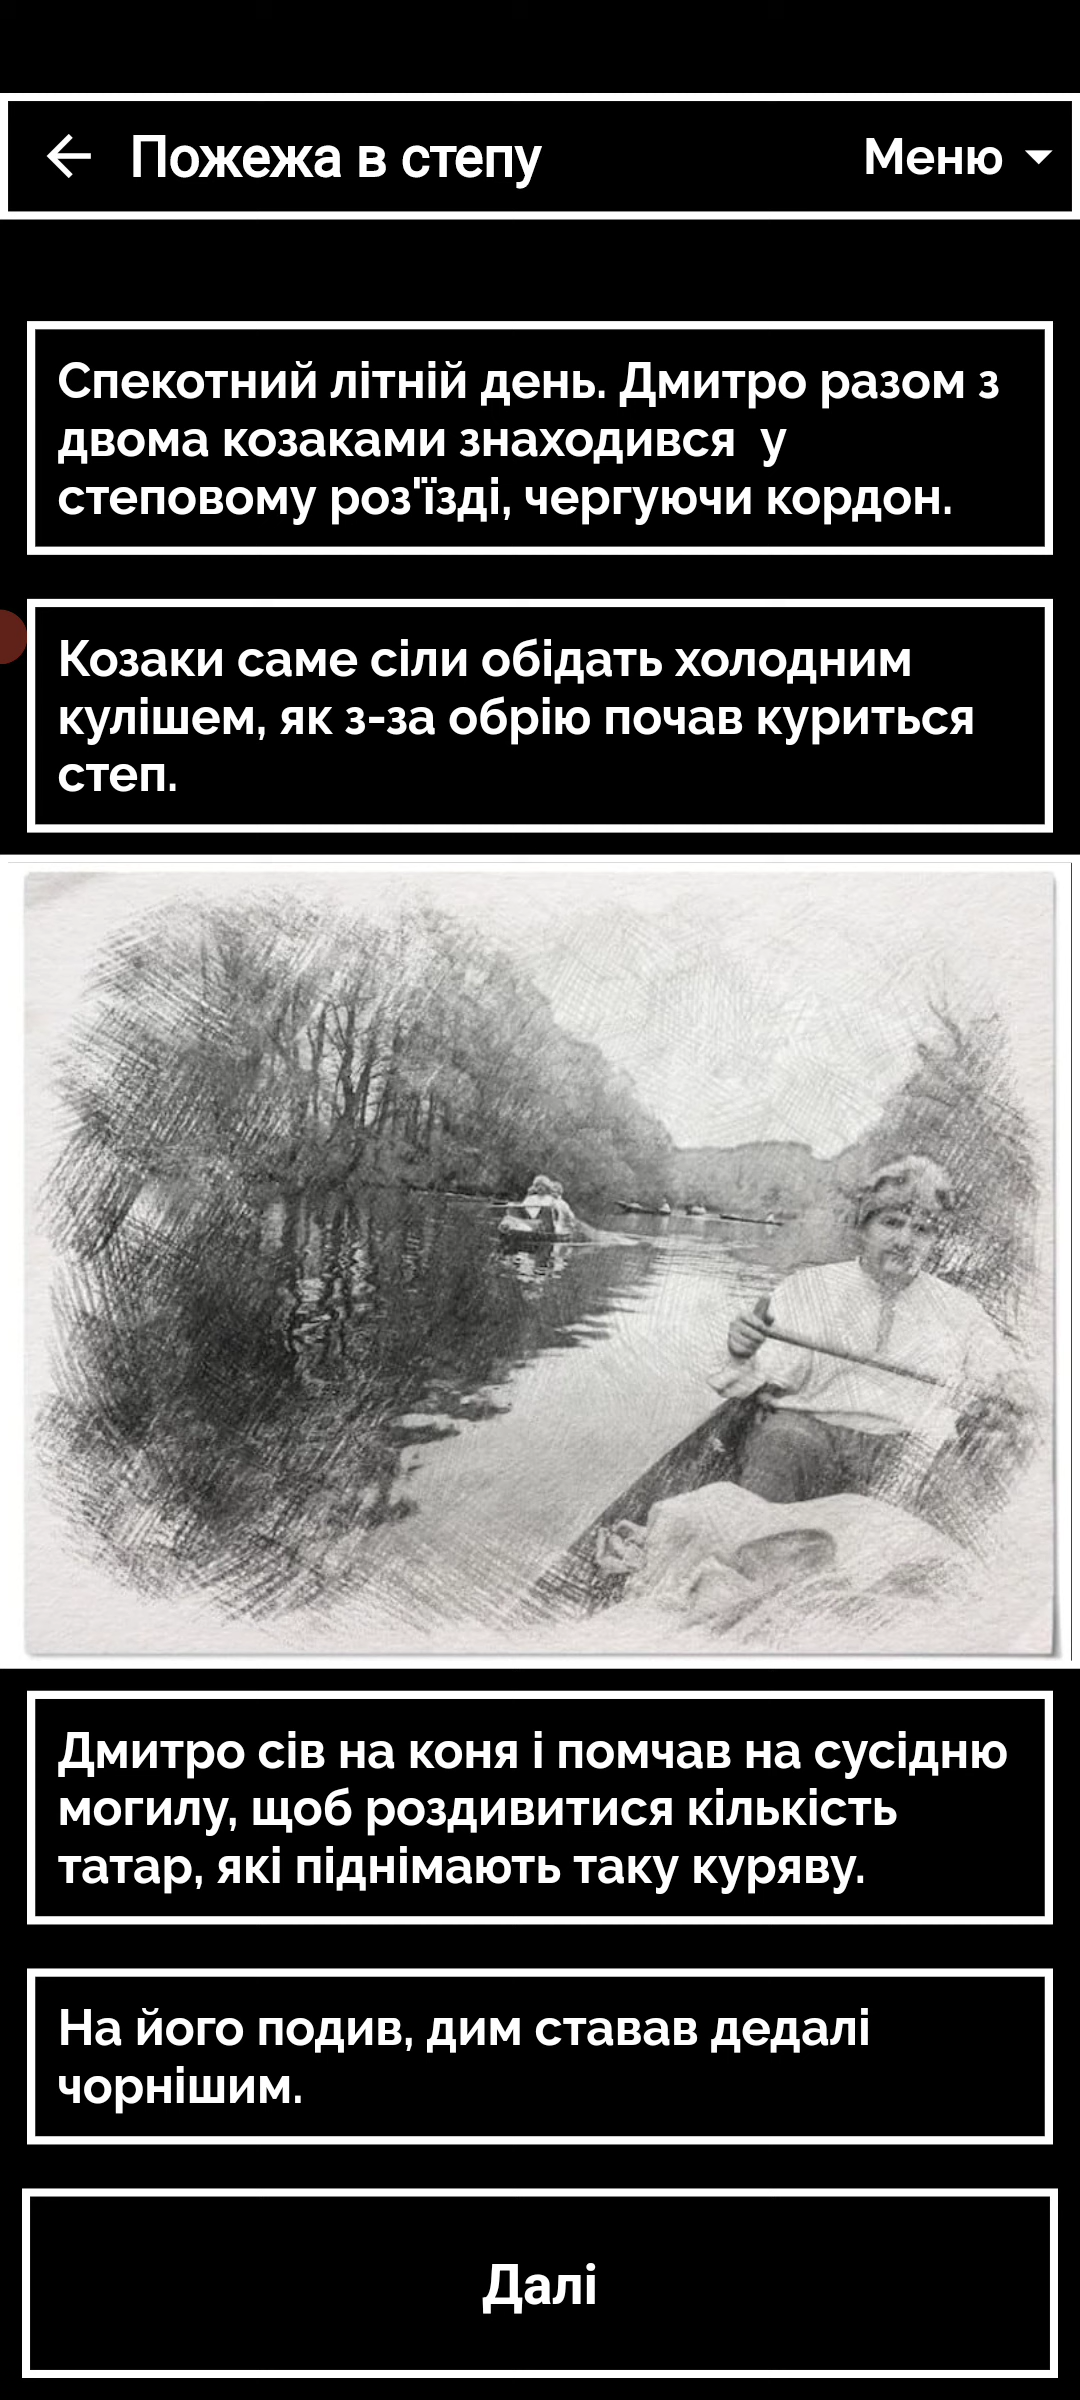 Пожежа в степу
Меню
Спекотний літній день. Дмитро разом з
двома козаками знаходився  у
степовому роз'їзді, чергуючи кордон.
Козаки саме сіли обідать холодним
кулішем, як з-за обрію почав куриться
степ.
Дмитро сів на коня і помчав на сусідню
могилу, щоб роздивитися кількість
татар, які піднімають таку куряву.
На його подив, дим ставав дедалі
чорнішим.
Далі